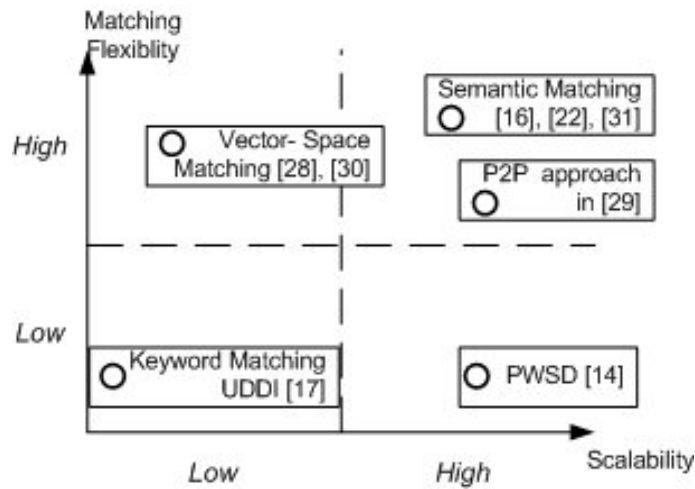 Matching
Flexiblity
High
Semantic Matching
[16], [22], [31]
Vector- Space
Matching [28], [30]
P2P approach
in [29]
Low
Keyword Matching
UDDI [17]
PWSD [14]
Low
High
Scalability